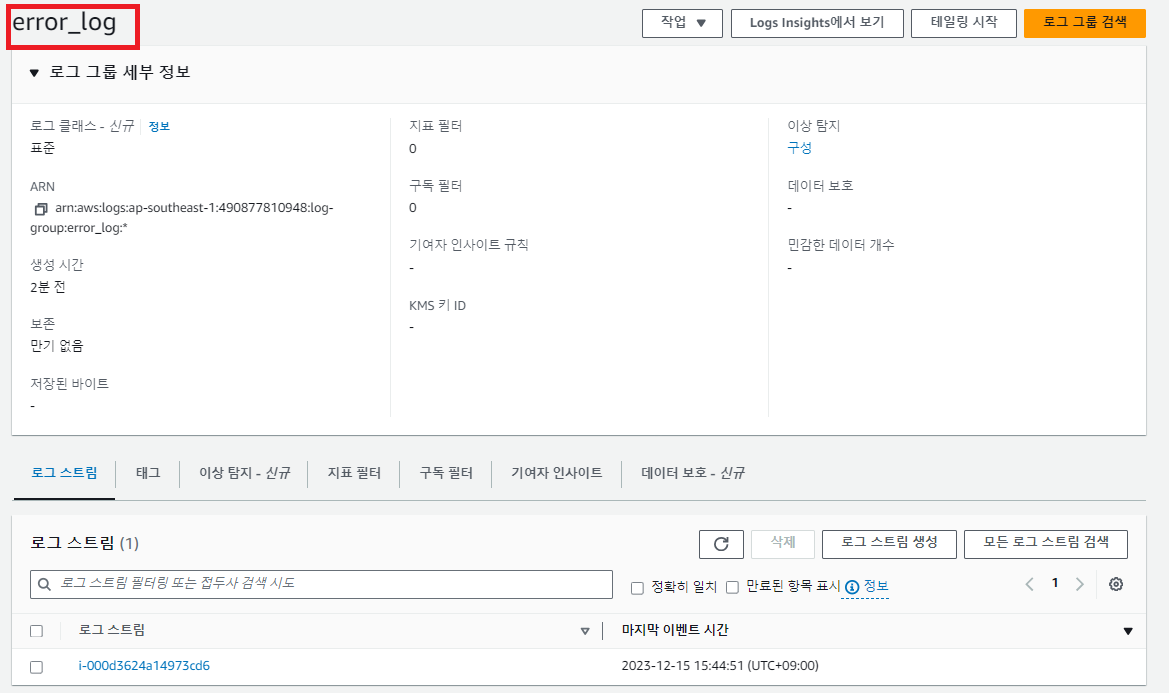 error_log
작업 ▼
Logs Insights에서 보기
테일링 시작
로그 그룹 검색
▼ 로그 그룹 세부 정보
로그 클래스 - 신규
정보
표준
ARN
arn:aws:logs:ap-southeast-1:490877810948:log-
group:error_log:*
생성 시간
2분 전
보존
만기 없음
저장된 바이트
-
지표 필터
0
구독 필터
0
기여자 인사이트 규칙
-
KMS 키 ID
-
이상 탐지
구성
데이터 보호
-
민감한 데이터 개수
-
로그 스트림
태그
이상 탐지 - 신규
지표 필터
구독 필터
기여자 인사이트
데이터 보호 - 신규
로그 스트림 (1)
삭제
로그 스트림 생성
모든 로그 스트림 검색
로그 스트림 필터링 또는 접두사 검색 시도
정확히 일치
만료된 항목 표시
정보
1
로그 스트림
마지막 이벤트 시간
i-000d3624a14973cd6
2023-12-15 15:44:51 (UTC+09:00)